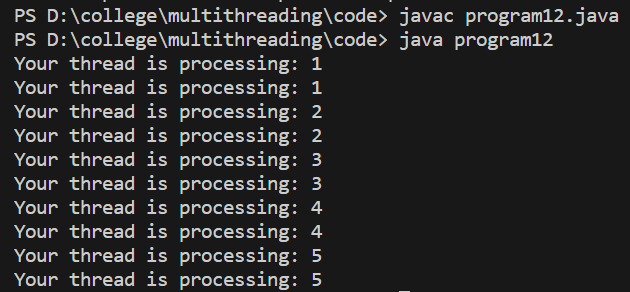 PS D:\college\multithreading\code> javac program12.java
PS D:\college\multithreading\code> java program12
Your thread is processing: 1
Your thread is processing: 1
Your thread is processing: 2
Your thread is processing: 2
Your thread is processing: 3
Your thread is processing: 3
Your thread is processing: 4
Your thread is processing: 4
Your thread is processing: 5
Your thread is processing: 5